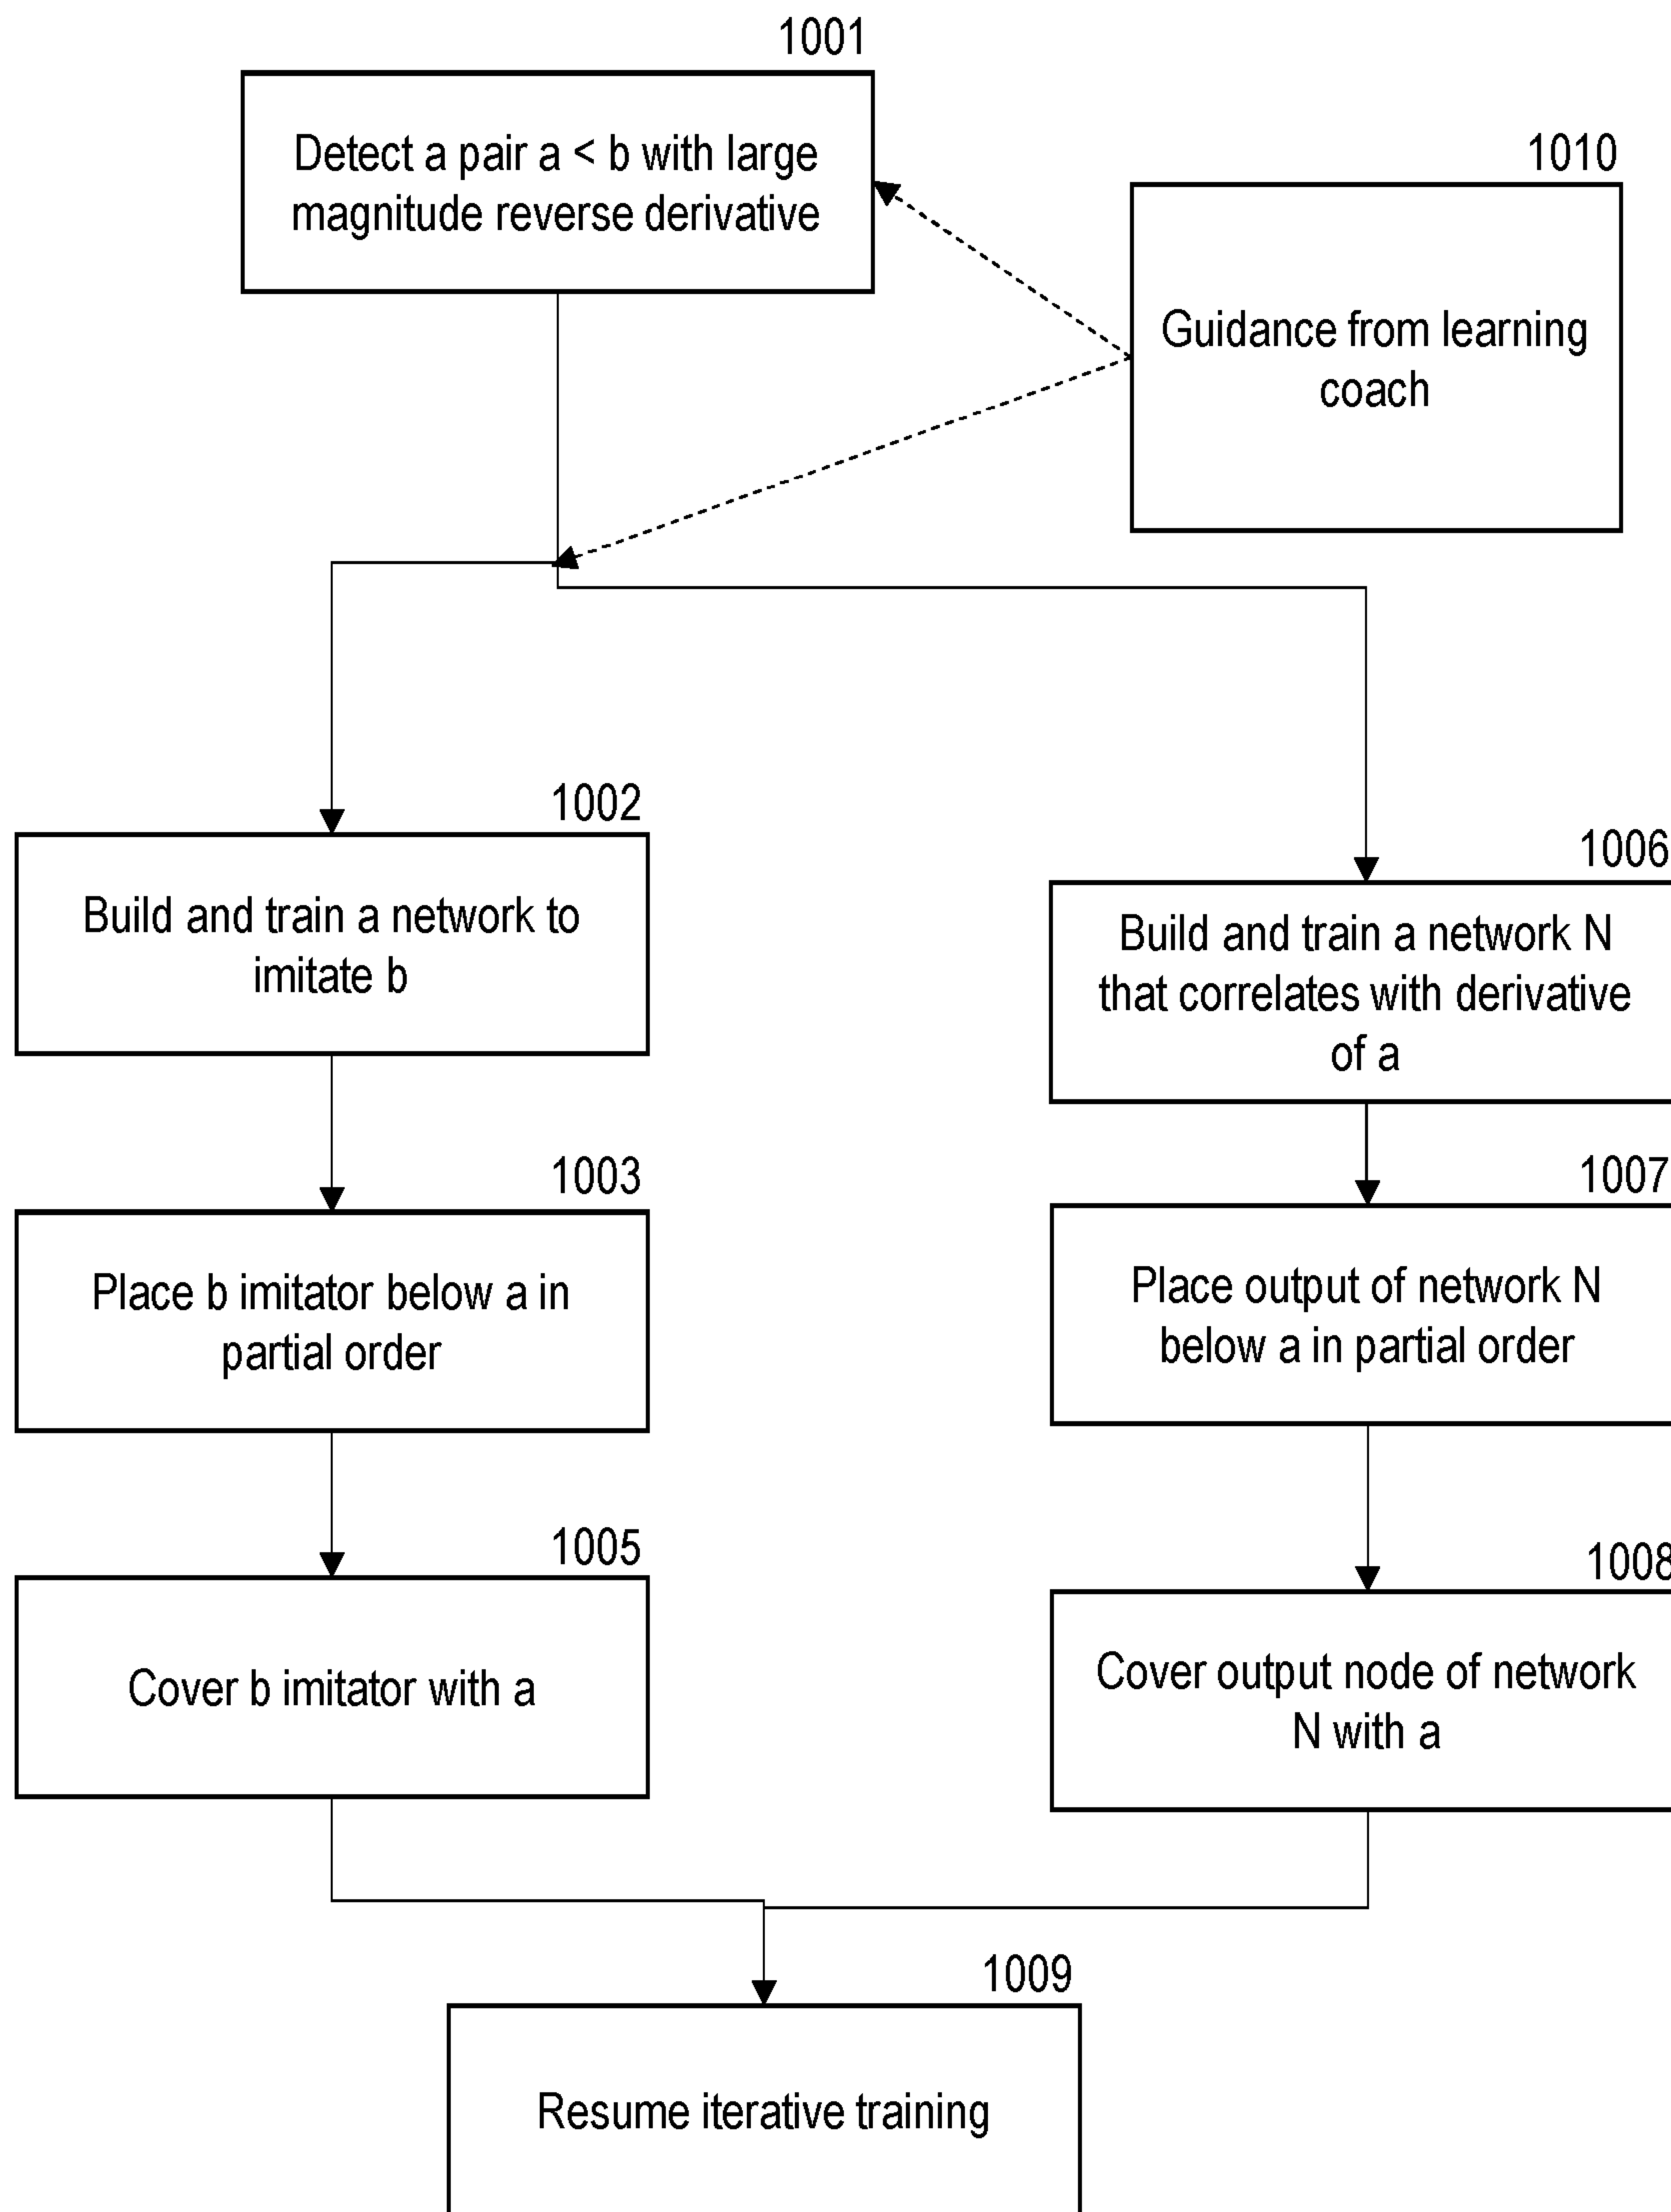 1001
Detect a pair a < b with large
magnitude reverse derivative
1010
Guidance from learning
coach
1002
Build and train a network to
imitate b
1006
Build and train a network N
that correlates with derivative
of a
1003
Place b imitator below a in
partial order
1007
Place output of network N
below a in partial order
1005
Cover b imitator with a
1008
Cover output node of network
N with a
1009
Resume iterative training